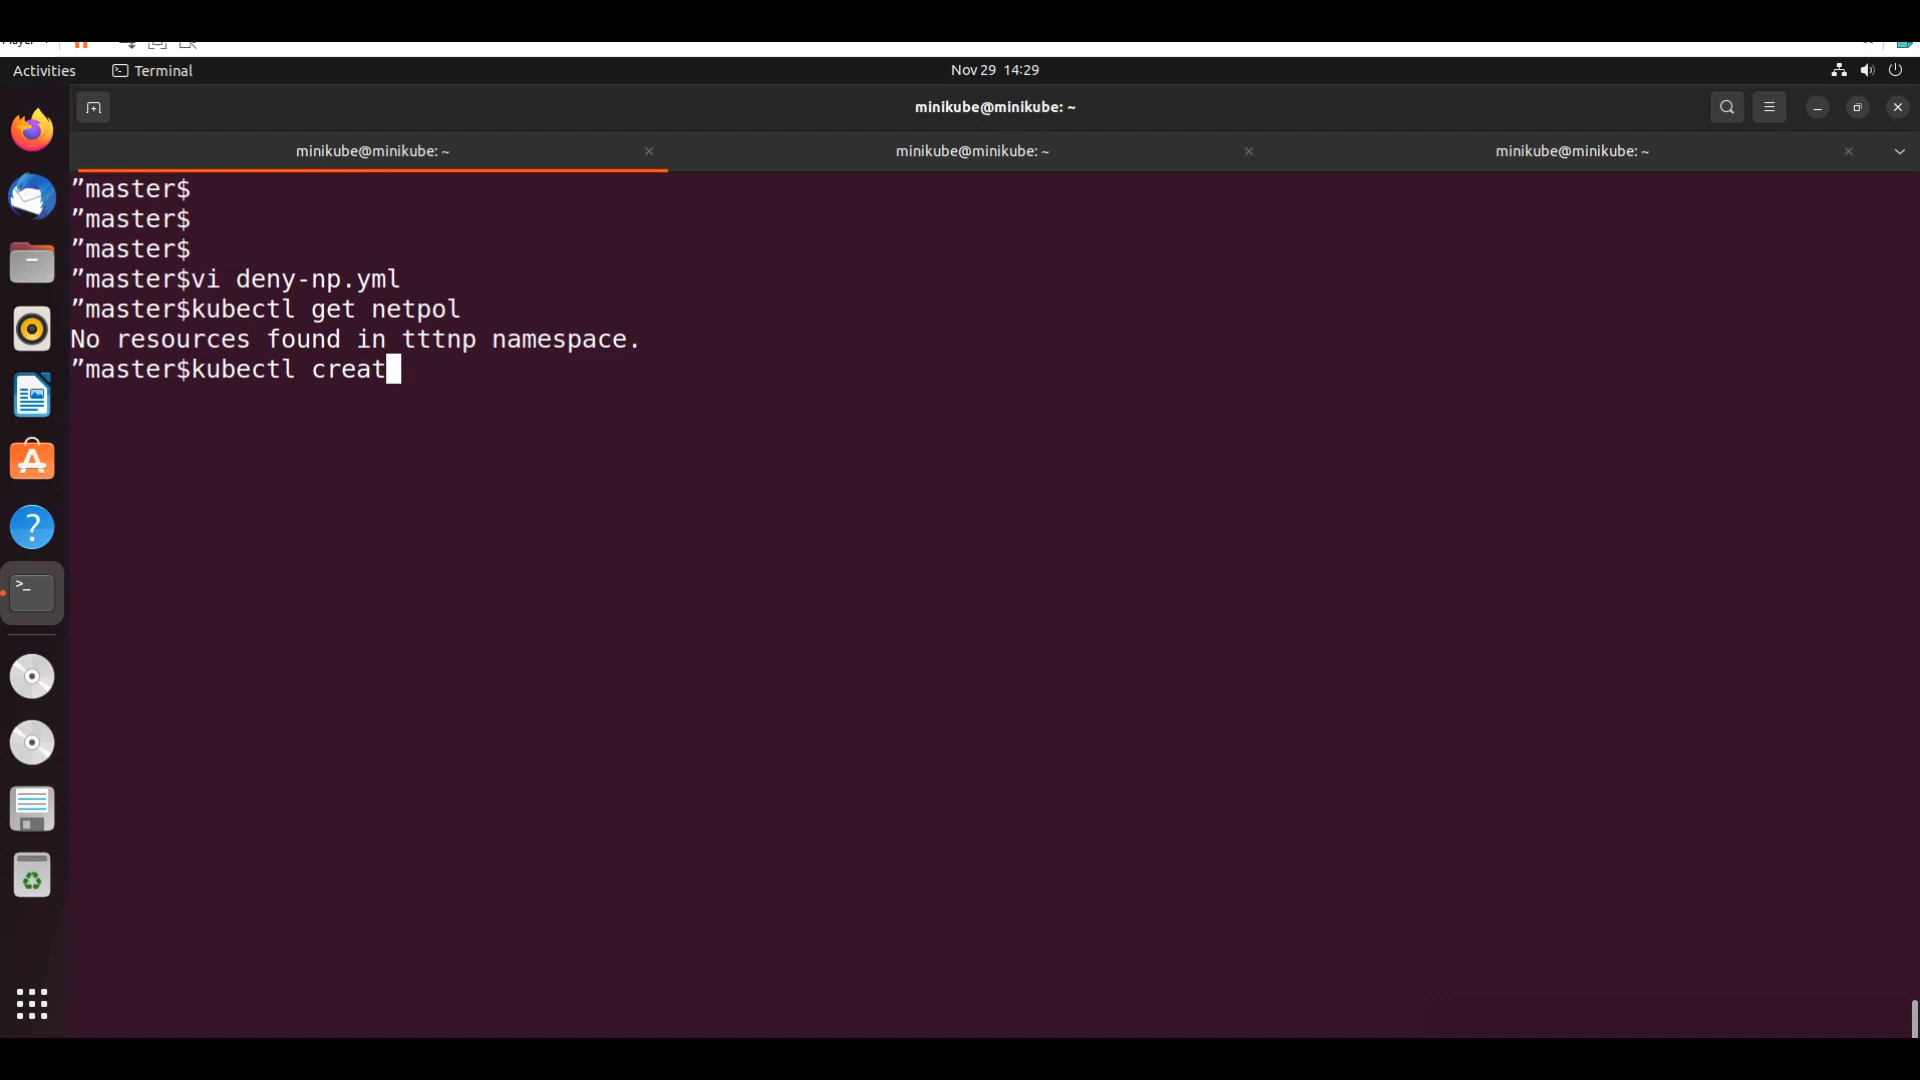 Activities
Terminal
Nov 29 14:29
minikube@minikube: ~
minikube@minikube: ~
minikube@minikube: ~
minikube@minikube: ~
”master$
”master$
”master$
”master$vi deny-np.yml
”master$kubectl get netpol
No resources found in tttnp namespace.
”master$kubectl creat